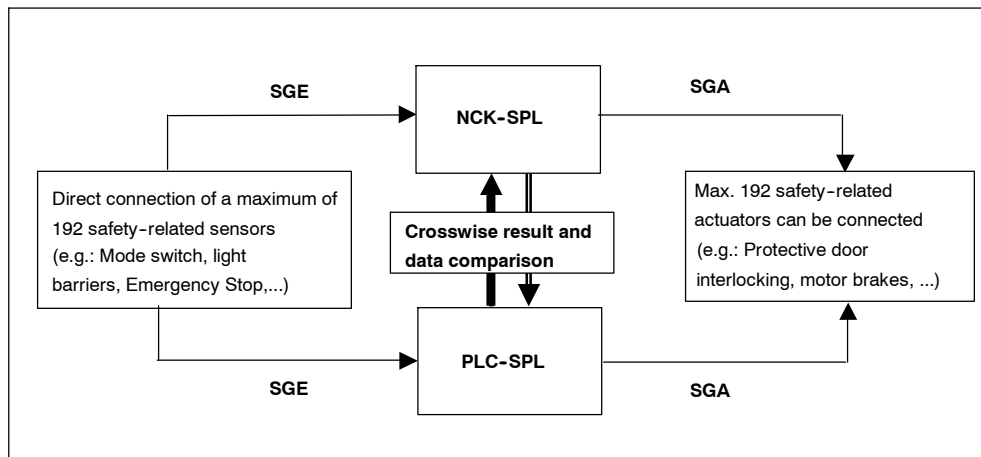 SGE
NCK-SPL
SGA
Direct connection of a maximum of
192 safety-related sensors
(e.g.: Mode switch, light
barriers, Emergency Stop,...)
Crosswise result and
data comparison
Max. 192 safety-related
actuators can be connected
(e.g.: Protective door
interlocking, motor brakes, ...)
SGE
PLC-SPL
SGA